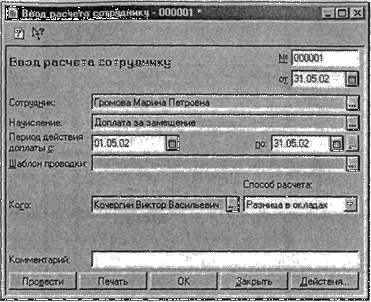 Ввод расчета сотруднику - 000001 *
Ввод расчета сотруднику
№ 000001
от 31.05.02
Сотрудник: Громова Марина Петровна ...
Начисление: Доплата за замещение ...
Период действия доплаты с: 01.05.02 по: 31.05.02 ...
Шаблон проводки: ...
Способ расчета:
Кого: Кочергин Виктор Васильевич ... Разница в окладах
Комментарий:
Провести Печать OK Закрыть Действия...